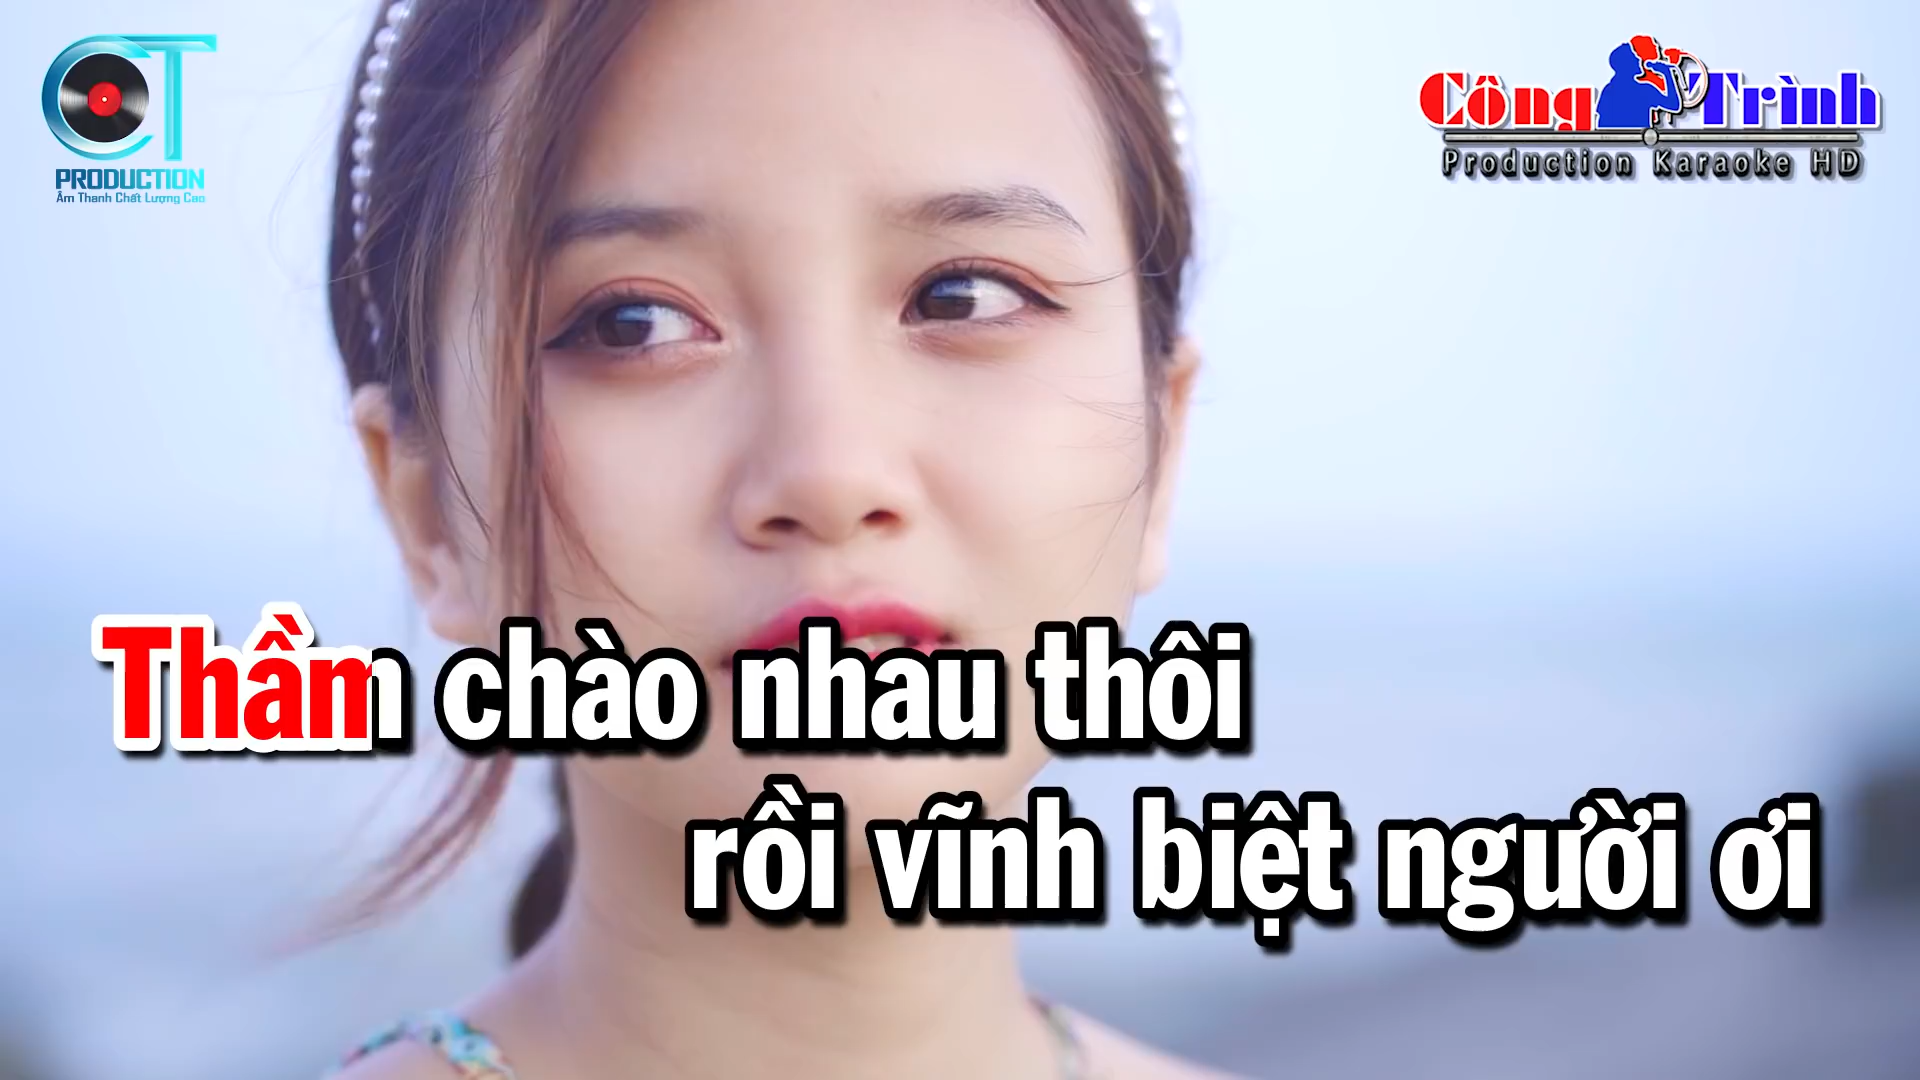 CT
PRODUCTION
Âm Thanh Chất Lượng Cao
Công Trình
Production Karaoke HD
Thầm chào nhau thôi
rồi vĩnh biệt người ơi